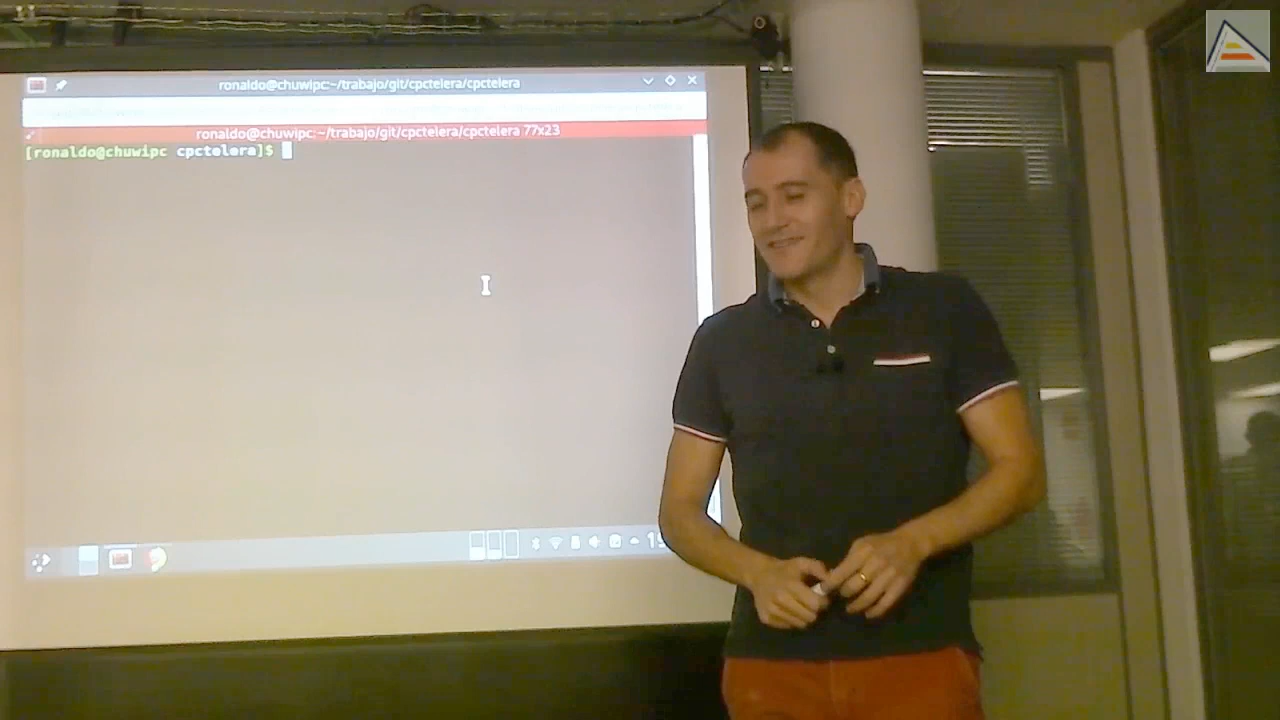 ronaldo@chuwipc:~/trabajo/git/cpctelera/cpctelera
ronaldo@chuwipc:~/trabajo/git/cpctelera/cpctelera 77x23
[ronaldo@chuwipc cpctelera]$